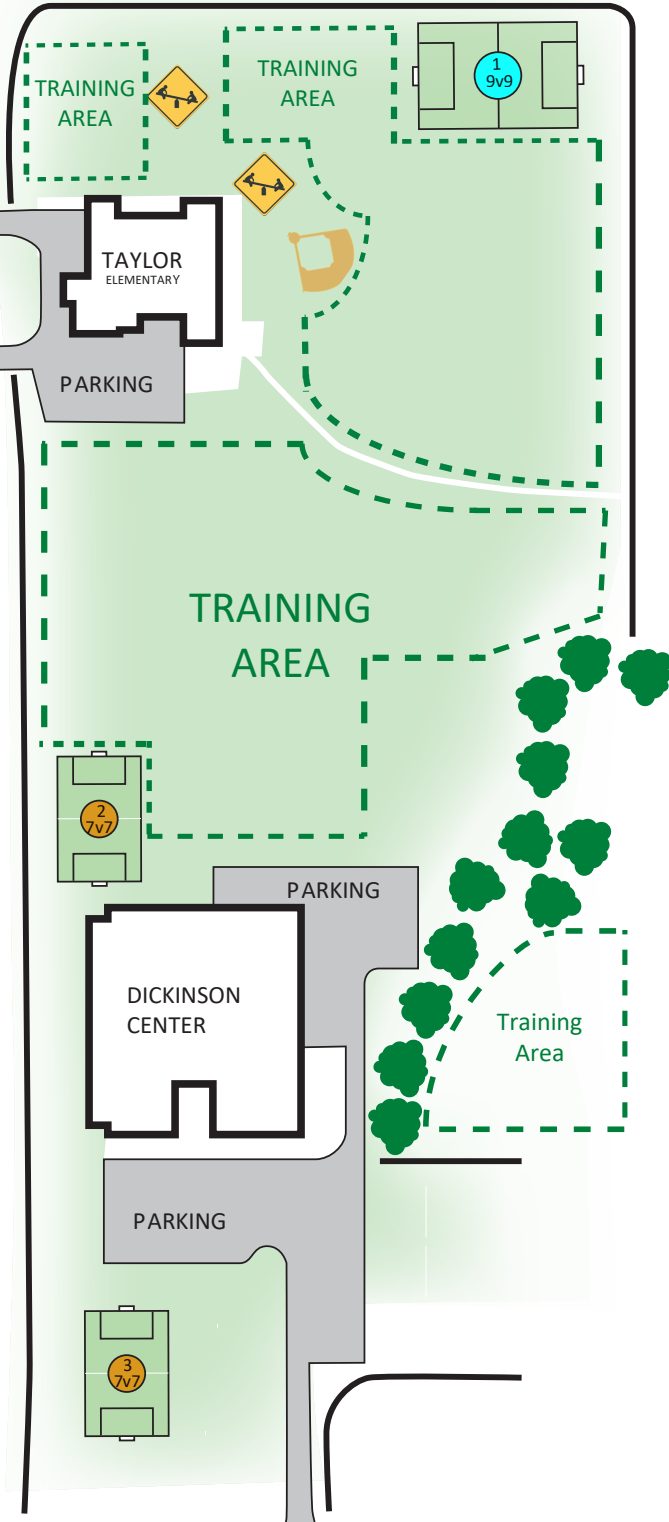 TRAINING
AREA
TRAINING
AREA
1
9v9
TAYLOR
ELEMENTARY
PARKING
TRAINING
AREA
2
7v7
PARKING
DICKINSON
CENTER
Training
Area
PARKING
3
7v7